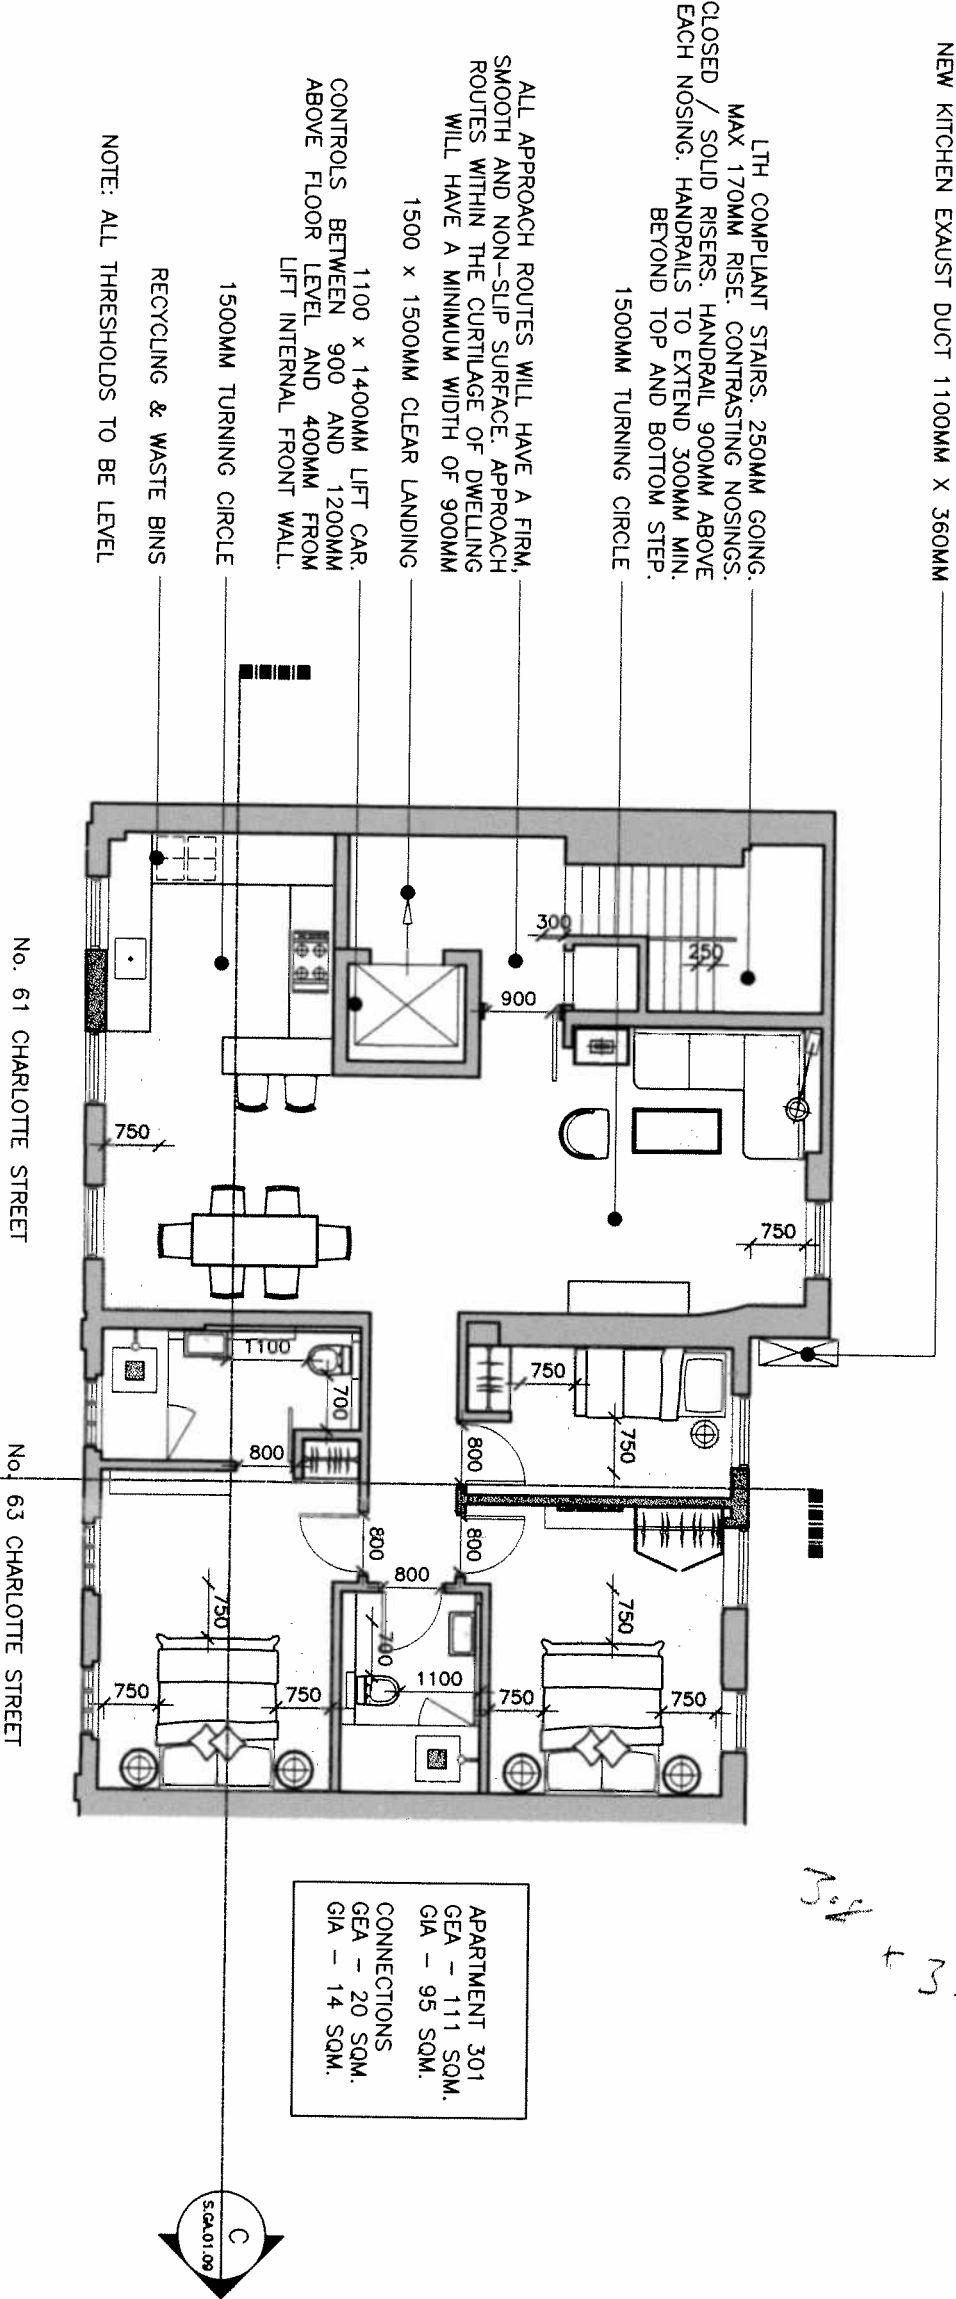 NEW KITCHEN EXAUST DUCT 1100MM X 360MM
LTH COMPLIANT STAIRS. 250MM GOING.
MAX 170MM RISE. CONTRASTING NOSINGS.
CLOSED / SOLID RISERS. HANDRAIL 900MM ABOVE
EACH NOSING. HANDRAILS TO EXTEND 300MM MIN.
BEYOND TOP AND BOTTOM STEP.
1500MM TURNING CIRCLE
ALL APPROACH ROUTES WILL HAVE A FIRM,
SMOOTH AND NON-SLIP SURFACE. APPROACH
ROUTES WITHIN THE CURTILAGE OF DWELLING
WILL HAVE A MINIMUM WIDTH OF 900MM
1500 x 1500MM CLEAR LANDING
1100 x 1400MM LIFT CAR.
CONTROLS BETWEEN 900 AND 1200MM
ABOVE FLOOR LEVEL AND 400MM FROM
LIFT INTERNAL FRONT WALL.
1500MM TURNING CIRCLE
RECYCLING & WASTE BINS
NOTE: ALL THRESHOLDS TO BE LEVEL
300
250
900
750
750
1100
700
750
750
800
800
800
800
800
750
750
700
1100
750
750
750
750
No. 61 CHARLOTTE STREET
No. 63 CHARLOTTE STREET
APARTMENT 301
GEA - 111 SQM.
GIA - 95 SQM.
CONNECTIONS
GEA - 20 SQM.
GIA - 14 SQM.
C
S.GA.01.09
+ 3